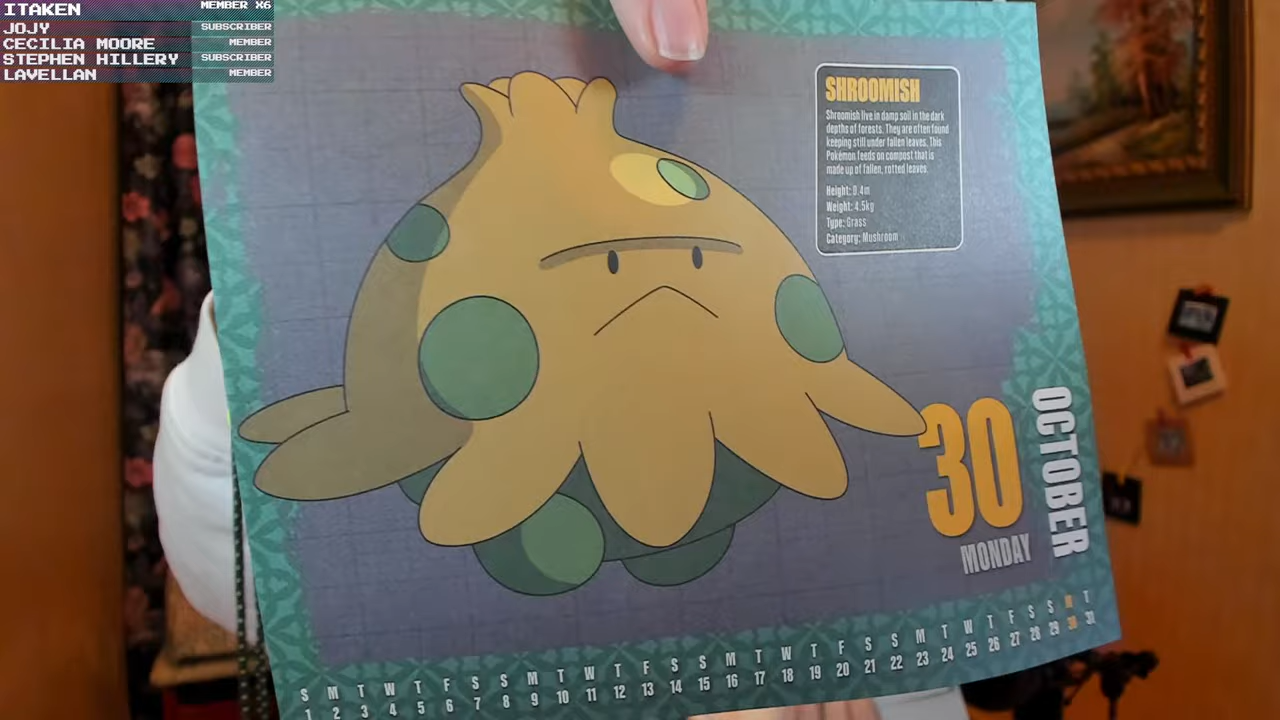 ITAKEN MEMBER X6
JOJY SUBSCRIBER
CECILIA MOORE MEMBER
STEPHEN HILLERY SUBSCRIBER
LAVELLAN MEMBER
SHROOMISH
Shroomish live in damp soil in the dark
depths of forests. They are often found
keeping still under fallen leaves. This
Pokémon feeds on compost that is
made up of fallen, rotted leaves.
Height: 0.4m
Weight: 4.5kg
Type: Grass
Category: Mushroom
30
MONDAY
OCTOBER
S M T W T F S S M T W T F S S M T W T F S S M T W T F S S M T
1 2 3 4 5 6 7 8 9 10 11 12 13 14 15 16 17 18 19 20 21 22 23 24 25 26 27 28 29 30 31